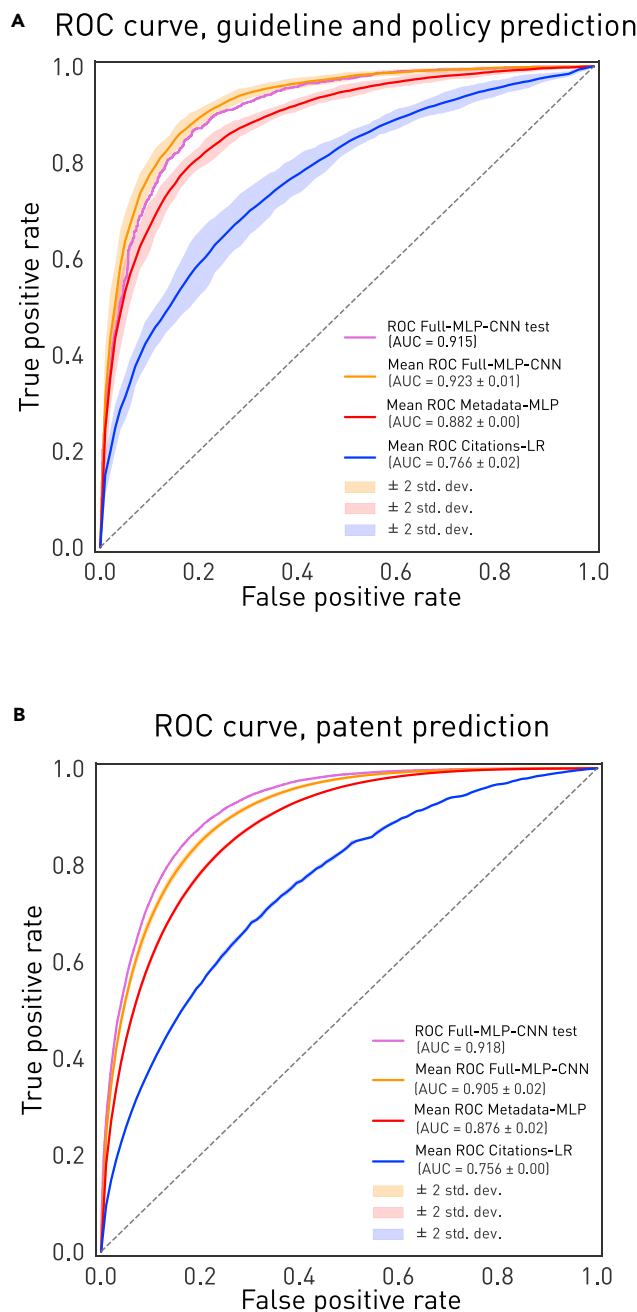 A
ROC curve, guideline and policy prediction
1.0
0.8
0.6
0.4
0.2
0.0
True positive rate
ROC Full-MLP-CNN test
(AUC = 0.915)
Mean ROC Full-MLP-CNN
(AUC = 0.923 ± 0.01)
Mean ROC Metadata-MLP
(AUC = 0.882 ± 0.00)
Mean ROC Citations-LR
(AUC = 0.766 ± 0.02)
± 2 std. dev.
± 2 std. dev.
± 2 std. dev.
0.0 0.2 0.4 0.6 0.8 1.0
False positive rate
B
ROC curve, patent prediction
1.0
0.8
0.6
0.4
0.2
0.0
True positive rate
ROC Full-MLP-CNN test
(AUC = 0.918)
Mean ROC Full-MLP-CNN
(AUC = 0.905 ± 0.02)
Mean ROC Metadata-MLP
(AUC = 0.876 ± 0.02)
Mean ROC Citations-LR
(AUC = 0.756 ± 0.00)
± 2 std. dev.
± 2 std. dev.
± 2 std. dev.
0.0 0.2 0.4 0.6 0.8 1.0
False positive rate